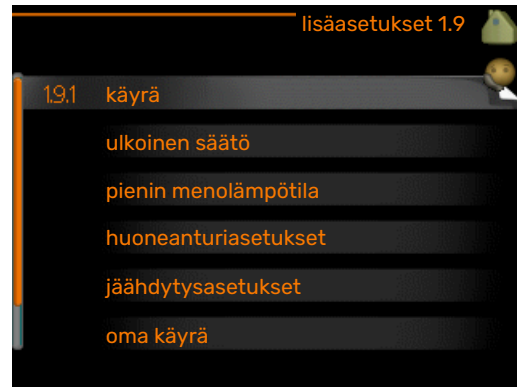 lisäasetukset 1.9
1.9.1 käyrä
ulkoinen säätö
pienin menolämpötila
huoneanturiasetukset
jäähdytysasetukset
oma käyrä